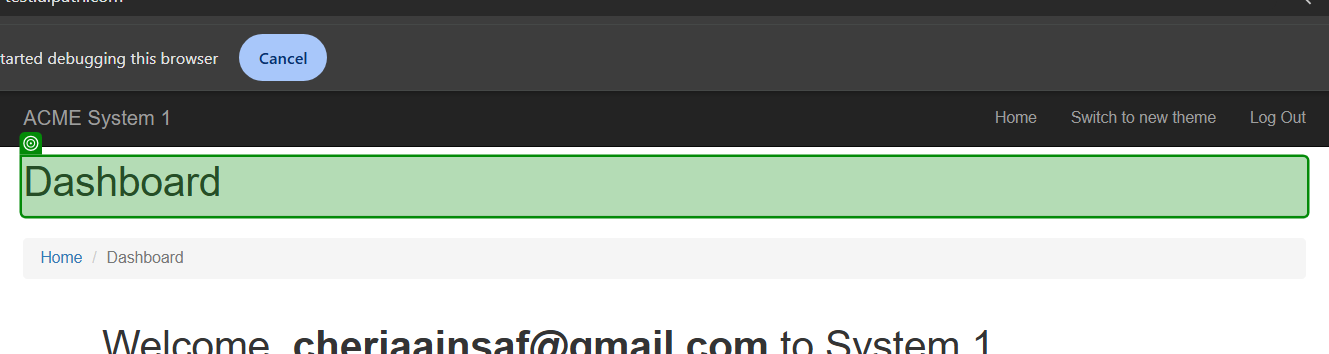 tarted debugging this browser Cancel
ACME System 1 Home Switch to new theme Log Out
Dashboard
Home / Dashboard
Welcome, cheriaainsaf@gmail.com to System 1